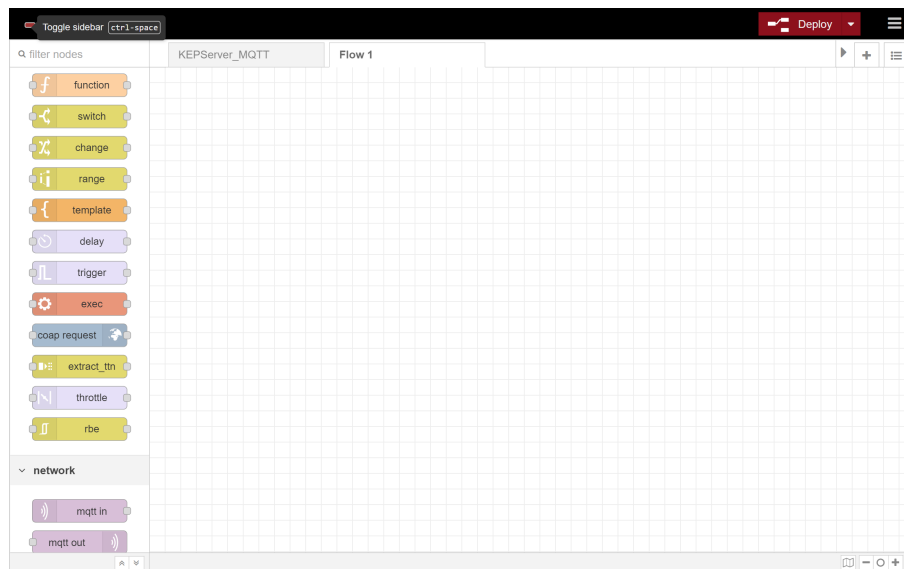 Toggle sidebar ctrl-space
Deploy
filter nodes
KEPServer_MQTT
Flow 1
function
switch
change
range
template
delay
trigger
exec
coap request
extract_ttn
throttle
rbe
network
mqtt in
mqtt out